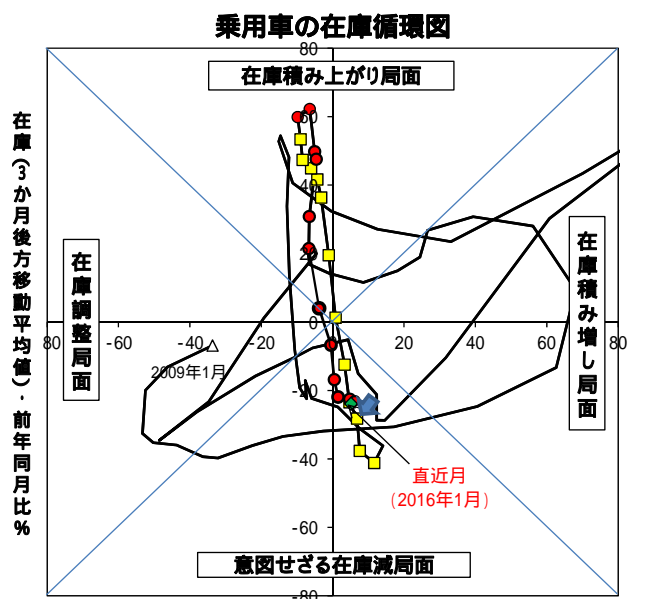 乗用車の在庫循環図
80
在庫積み上がり局面
60
40
20
0
-80
-60
-40
-20
20
40
60
80
-20
-40
-60
-80
在庫(3か月後方移動平均値)・前年同月比%
在庫調整局面
在庫積み増し局面
2009年1月
直近月
(2016年1月)
意図せざる在庫減局面